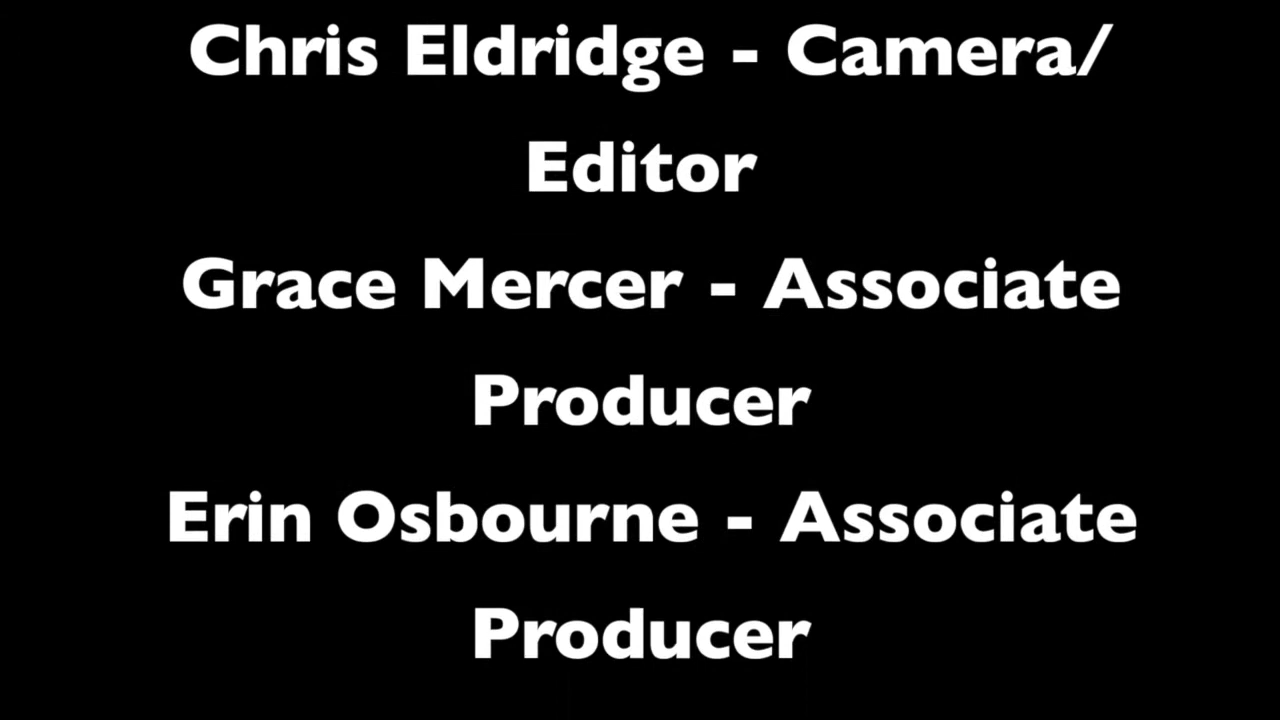 Chris Eldridge - Camera/
Editor
Grace Mercer - Associate
Producer
Erin Osbourne - Associate
Producer